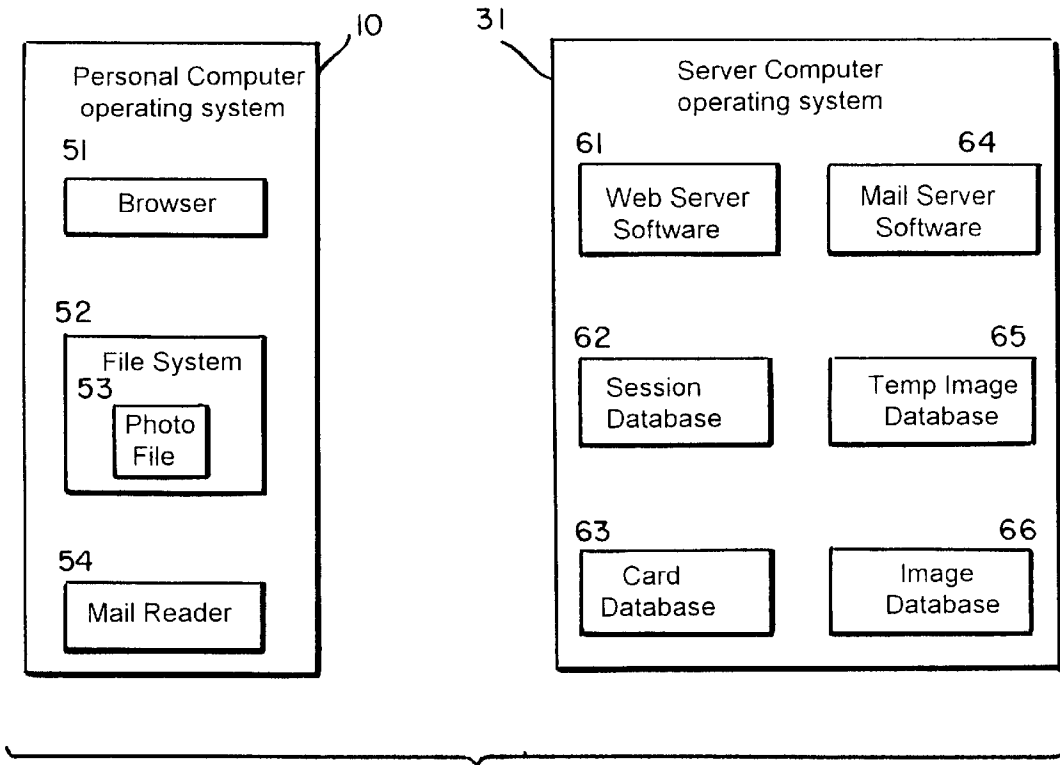 10
Personal Computer
operating system
51
Browser
52
File System
53
Photo
File
54
Mail Reader
31
Server Computer
operating system
61
Web Server
Software
64
Mail Server
Software
62
Session
Database
65
Temp Image
Database
63
Card
Database
66
Image
Database